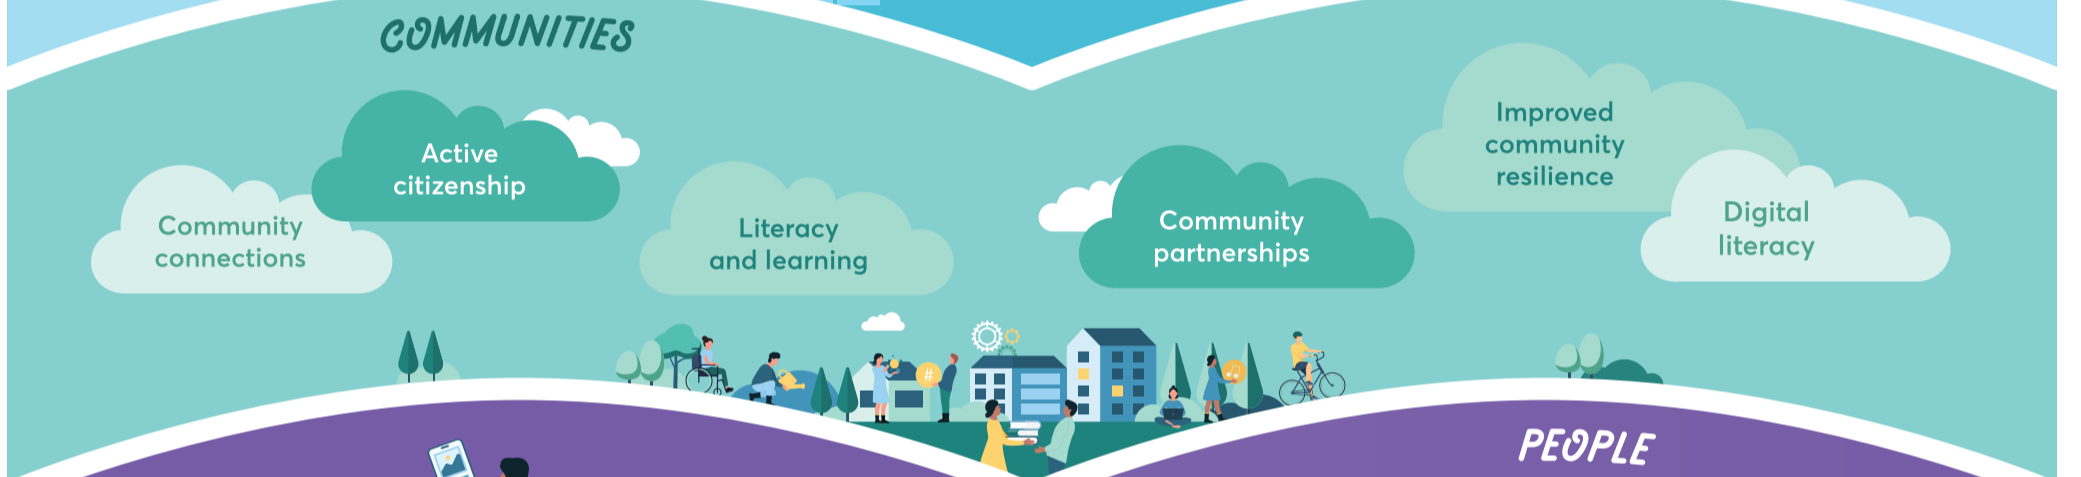 COMMUNITIES
Active
citizenship
Community
connections
Literacy
and learning
Community
partnerships
Improved
community
resilience
Digital
literacy
#
PEOPLE